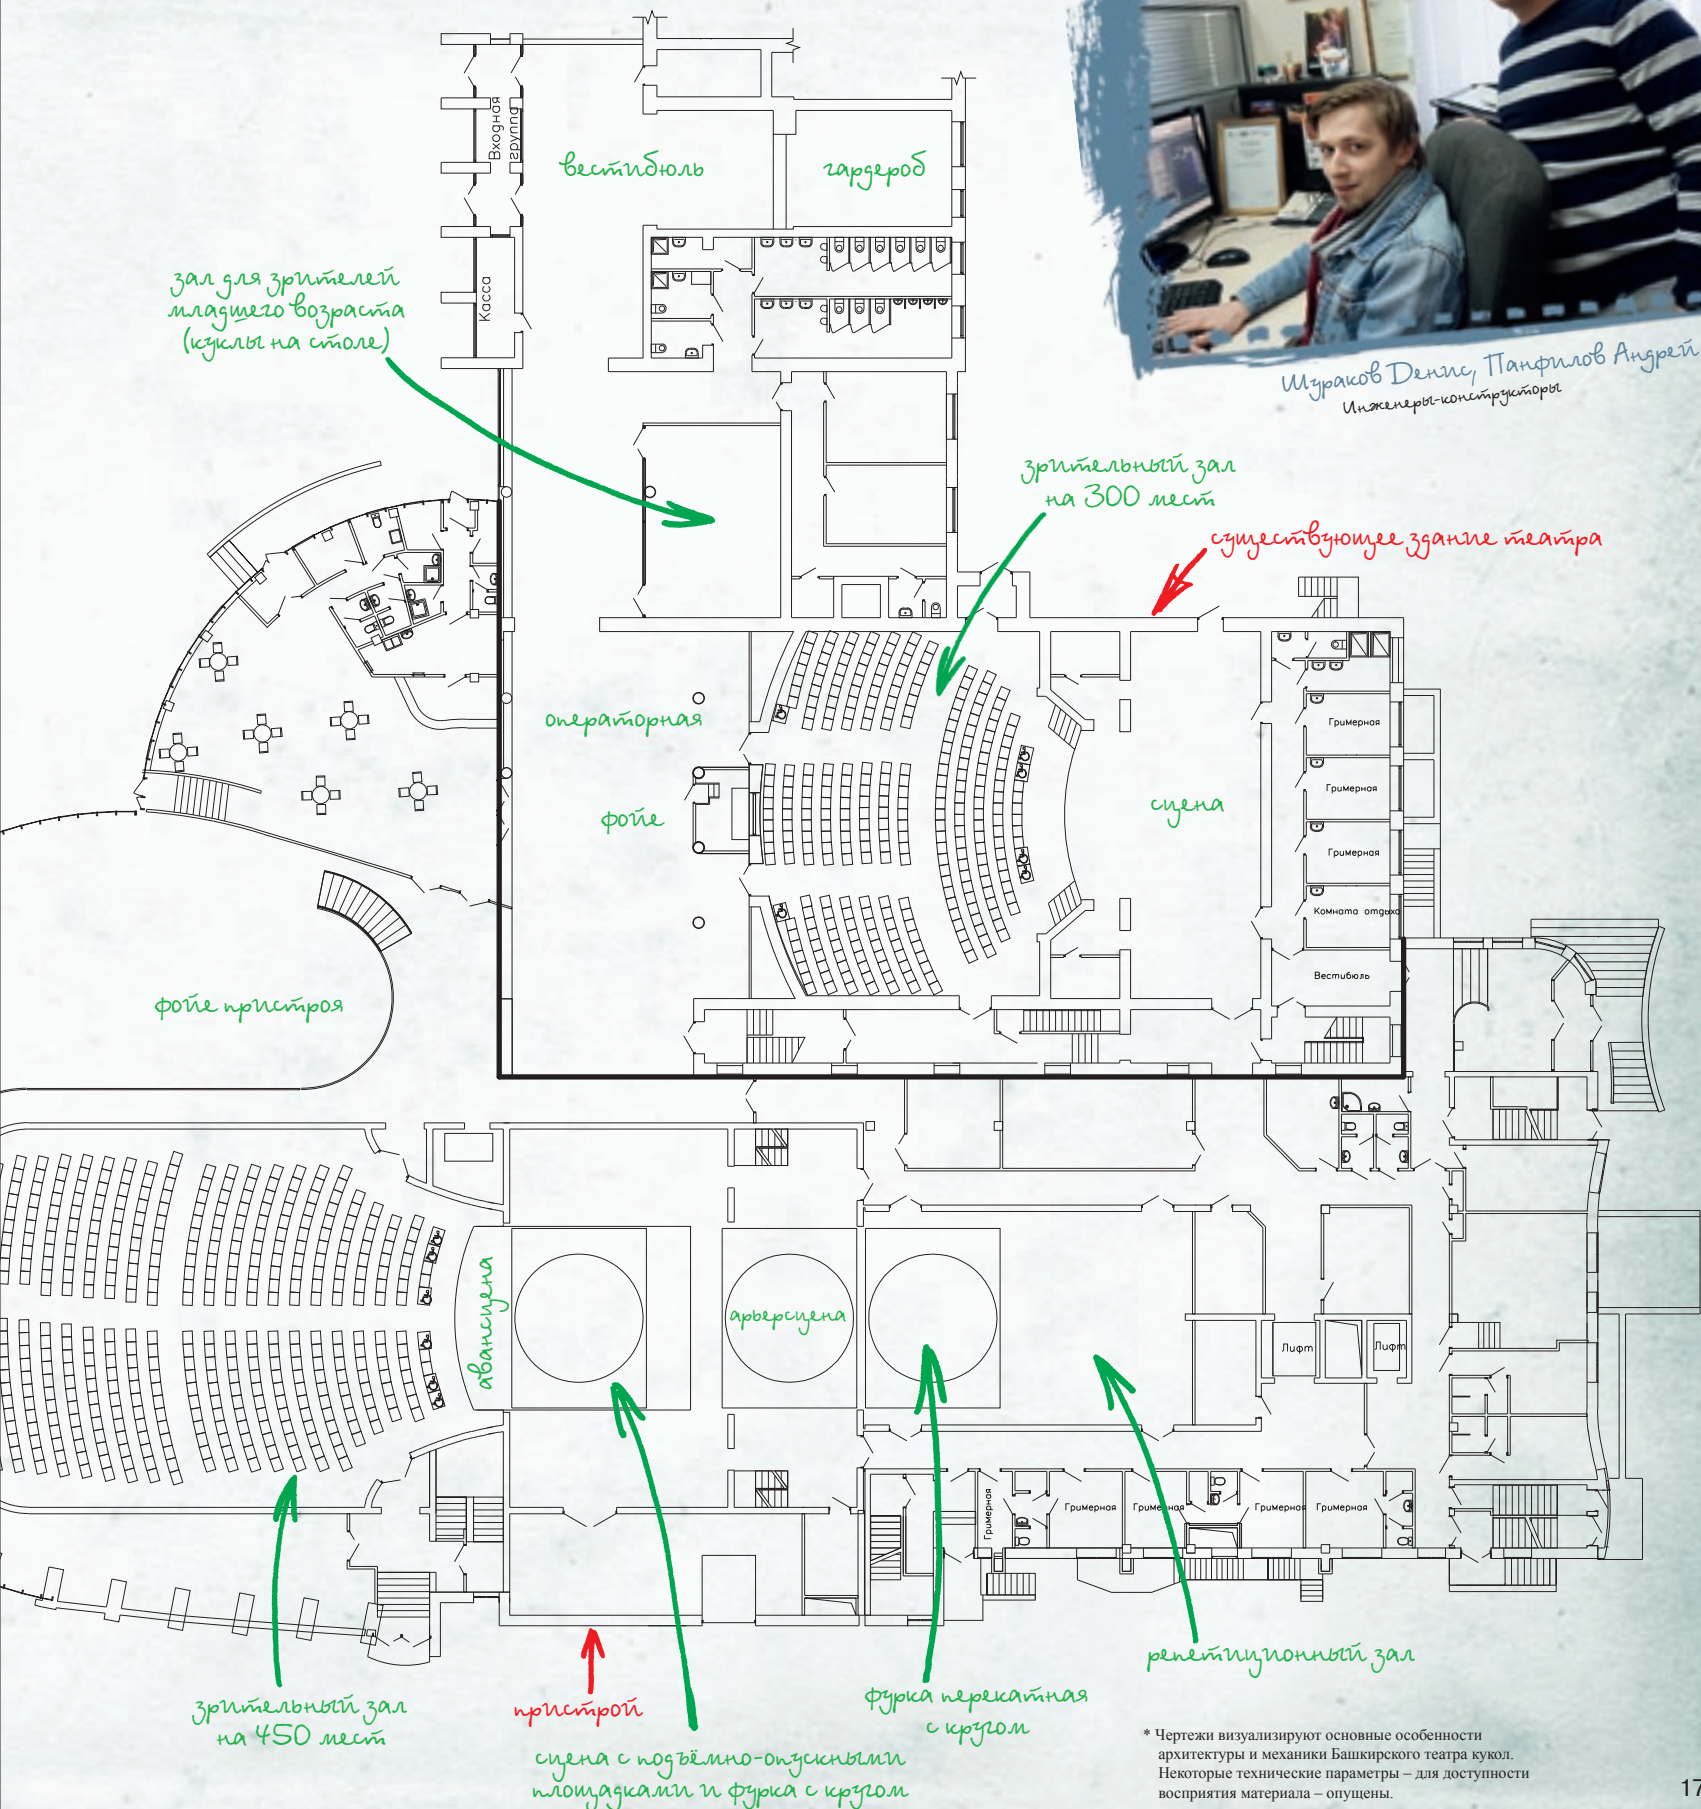 Входная
группа
вестибюль
гардероб
Касса
зал для зрителей
младшего возраста
(куклы на столе)
Шураков Денис, Панфилов Андрей
Инженеры-конструкторы
зрительный зал
на 300 мест
существующее здание театра
операторная
фойе
сцена
Гримерная
Гримерная
Гримерная
Комната отдыха
Вестибюль
фойе пристроя
авансцена
арьерсцена
Лифт
Лифт
Гримерная
Гримерная
Гримерная
Гримерная
Гримерная
зрительный зал
на 450 мест
пристрой
сцена с подъёмно-опускными
площадками и фурка с кругом
фурка перекатная
с кругом
репетиционный зал
* Чертежи визуализируют основные особенности
архитектуры и механики Башкирского театра кукол.
Некоторые технические параметры – для доступности
восприятия материала – опущены.
17